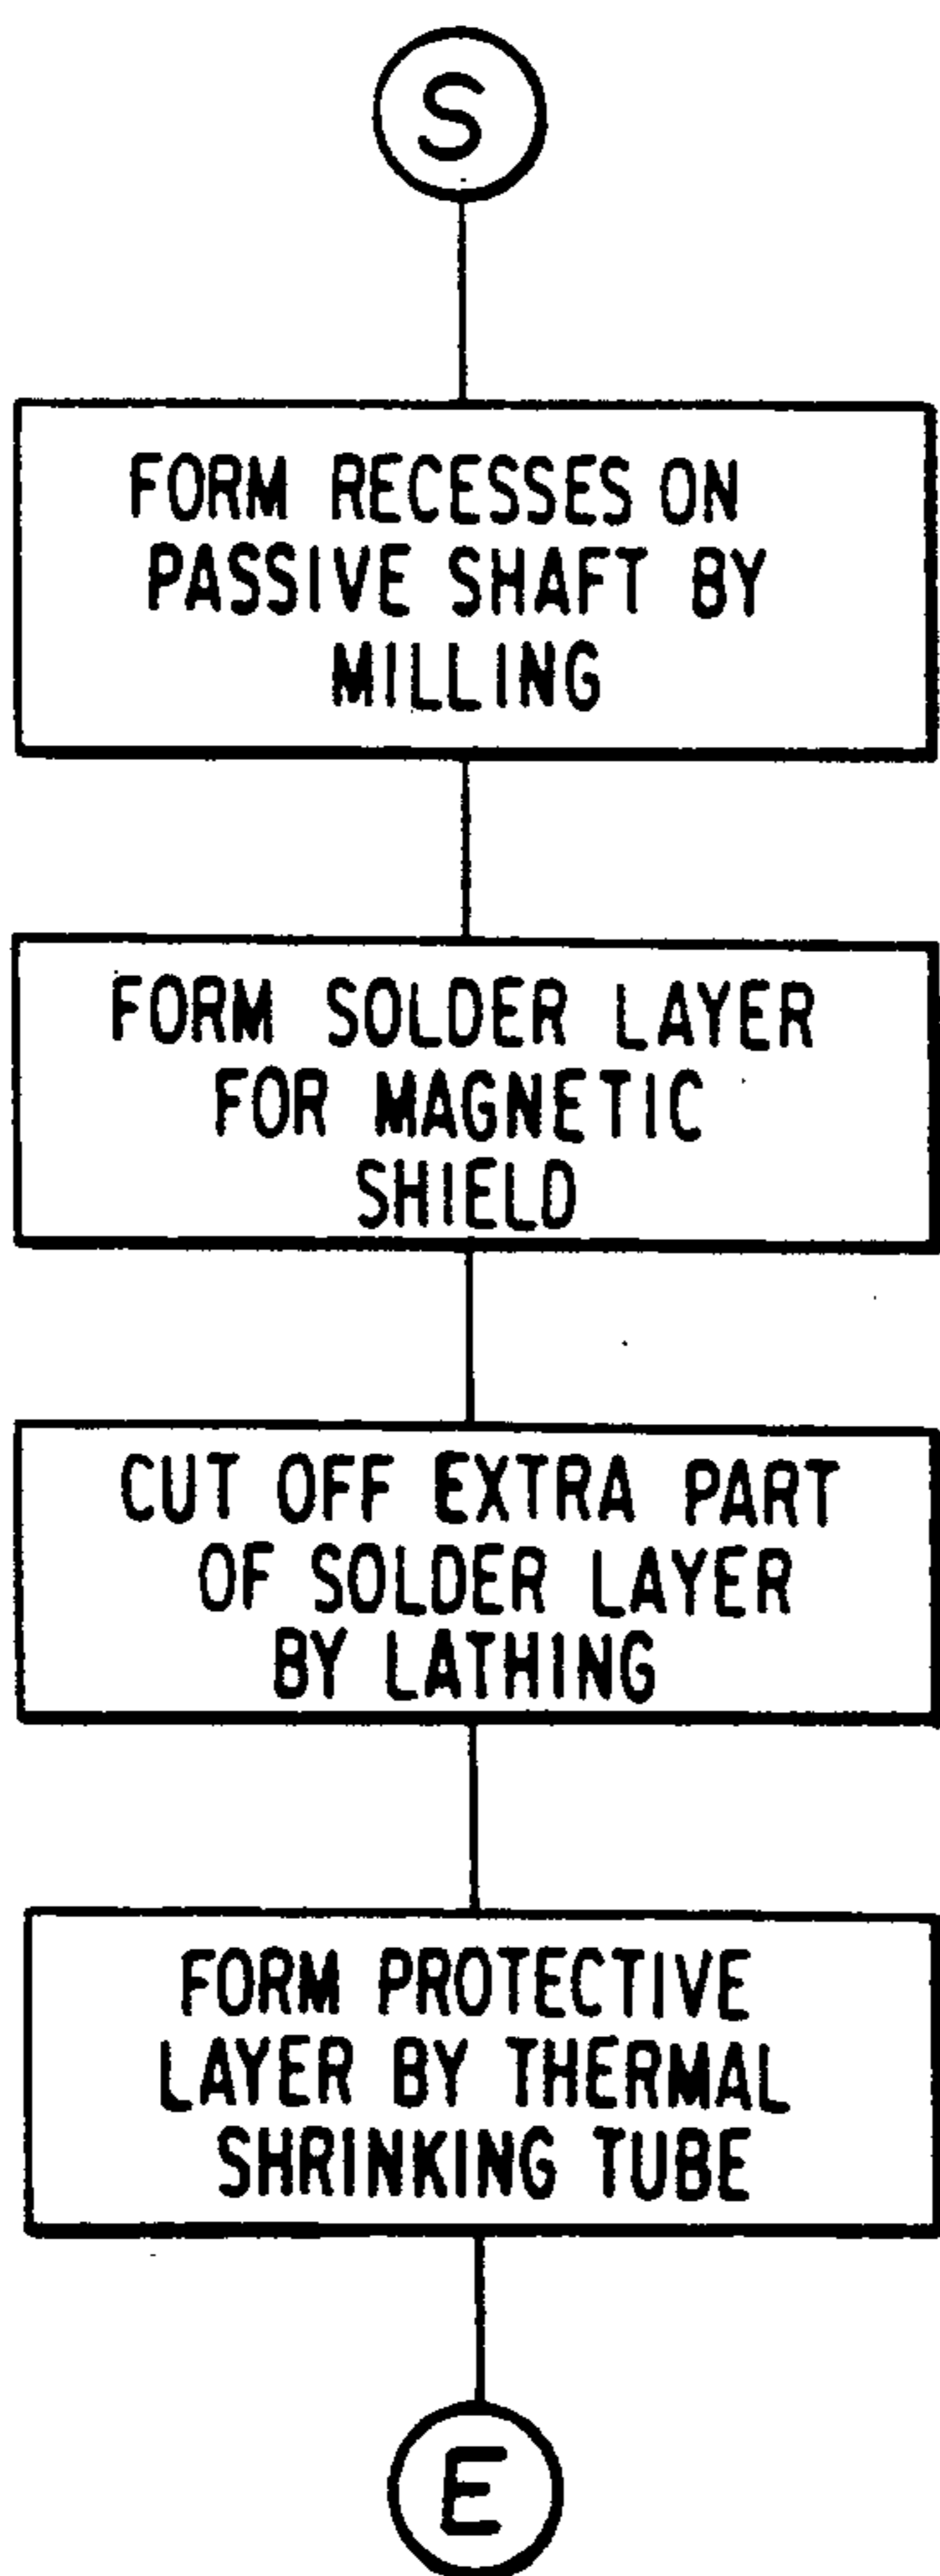 S
FORM RECESSES ON
PASSIVE SHAFT BY
MILLING
FORM SOLDER LAYER
FOR MAGNETIC
SHIELD
CUT OFF EXTRA PART
OF SOLDER LAYER
BY LATHING
FORM PROTECTIVE
LAYER BY THERMAL
SHRINKING TUBE
E